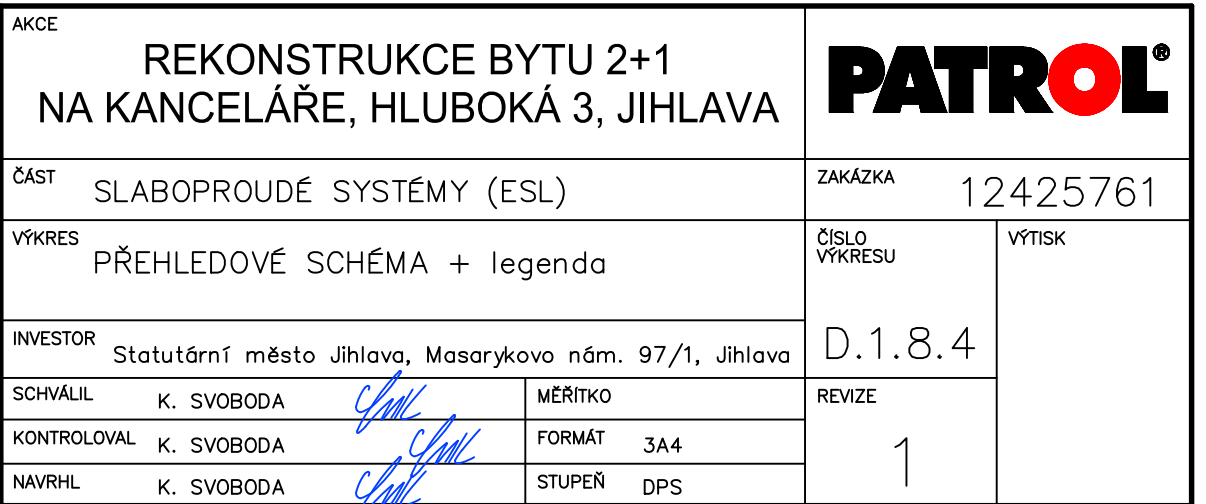 AKCE
REKONSTRUKCE BYTU 2+1
NA KANCELÁŘE, HLUBOKÁ 3, JIHLAVA
PATROL®
ČÁST
SLABOPROUDÉ SYSTÉMY (ESL)
ZAKÁZKA
12425761
VÝKRES
PŘEHLEDOVÉ SCHÉMA + legenda
ČÍSLO
VÝKRESU
D.1.8.4
VÝTISK
INVESTOR
Statutární město Jihlava, Masarykovo nám. 97/1, Jihlava
SCHVÁLIL
K. SVOBODA
MĚŘÍTKO
REVIZE
1
KONTROLOVAL
K. SVOBODA
FORMÁT
3A4
NAVRHL
K. SVOBODA
STUPEŇ
DPS